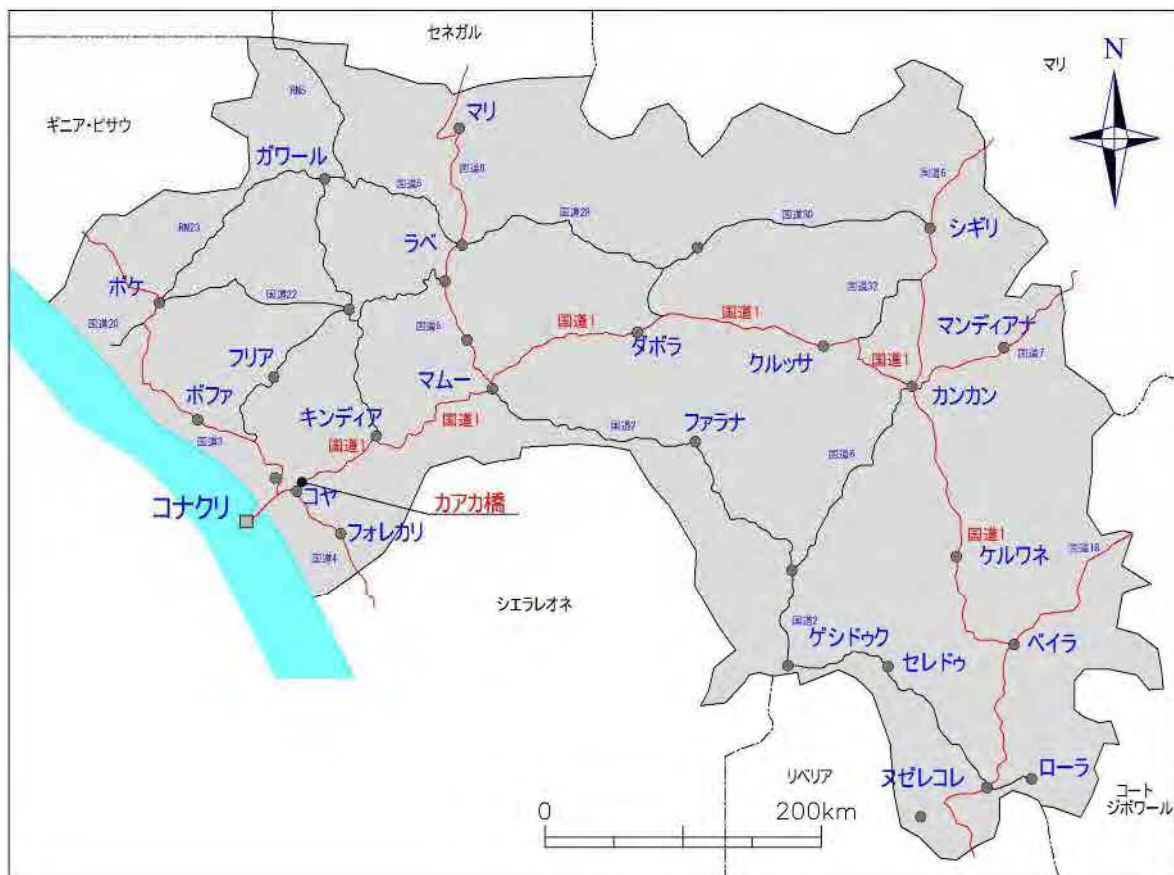 セネガル
マリ
N
ギニア・ビサウ
RN5
マリ
ガワール
国道5
国道8
国道6
RN23
国道29
国道30
シギリ
ラベ
ボケ
国道22
国道32
国道20
国道1
国道1
マンディアナ
ダボラ
フリア
国道5
クルッサ
国道1
国道7
マムー
カンカン
ボファ
キンディア
国道1
ファラナ
国道3
国道1
国道2
国道6
コナクリ
コヤ
カアカ橋
フォレカリ
国道1
国道18
国道4
ケルワネ
シエラレオネ
国道2
ゲシドゥク
セレドゥ
ベイラ
リベリア
ヌゼレコレ
ローラ
コート
ジボワール
0
200km